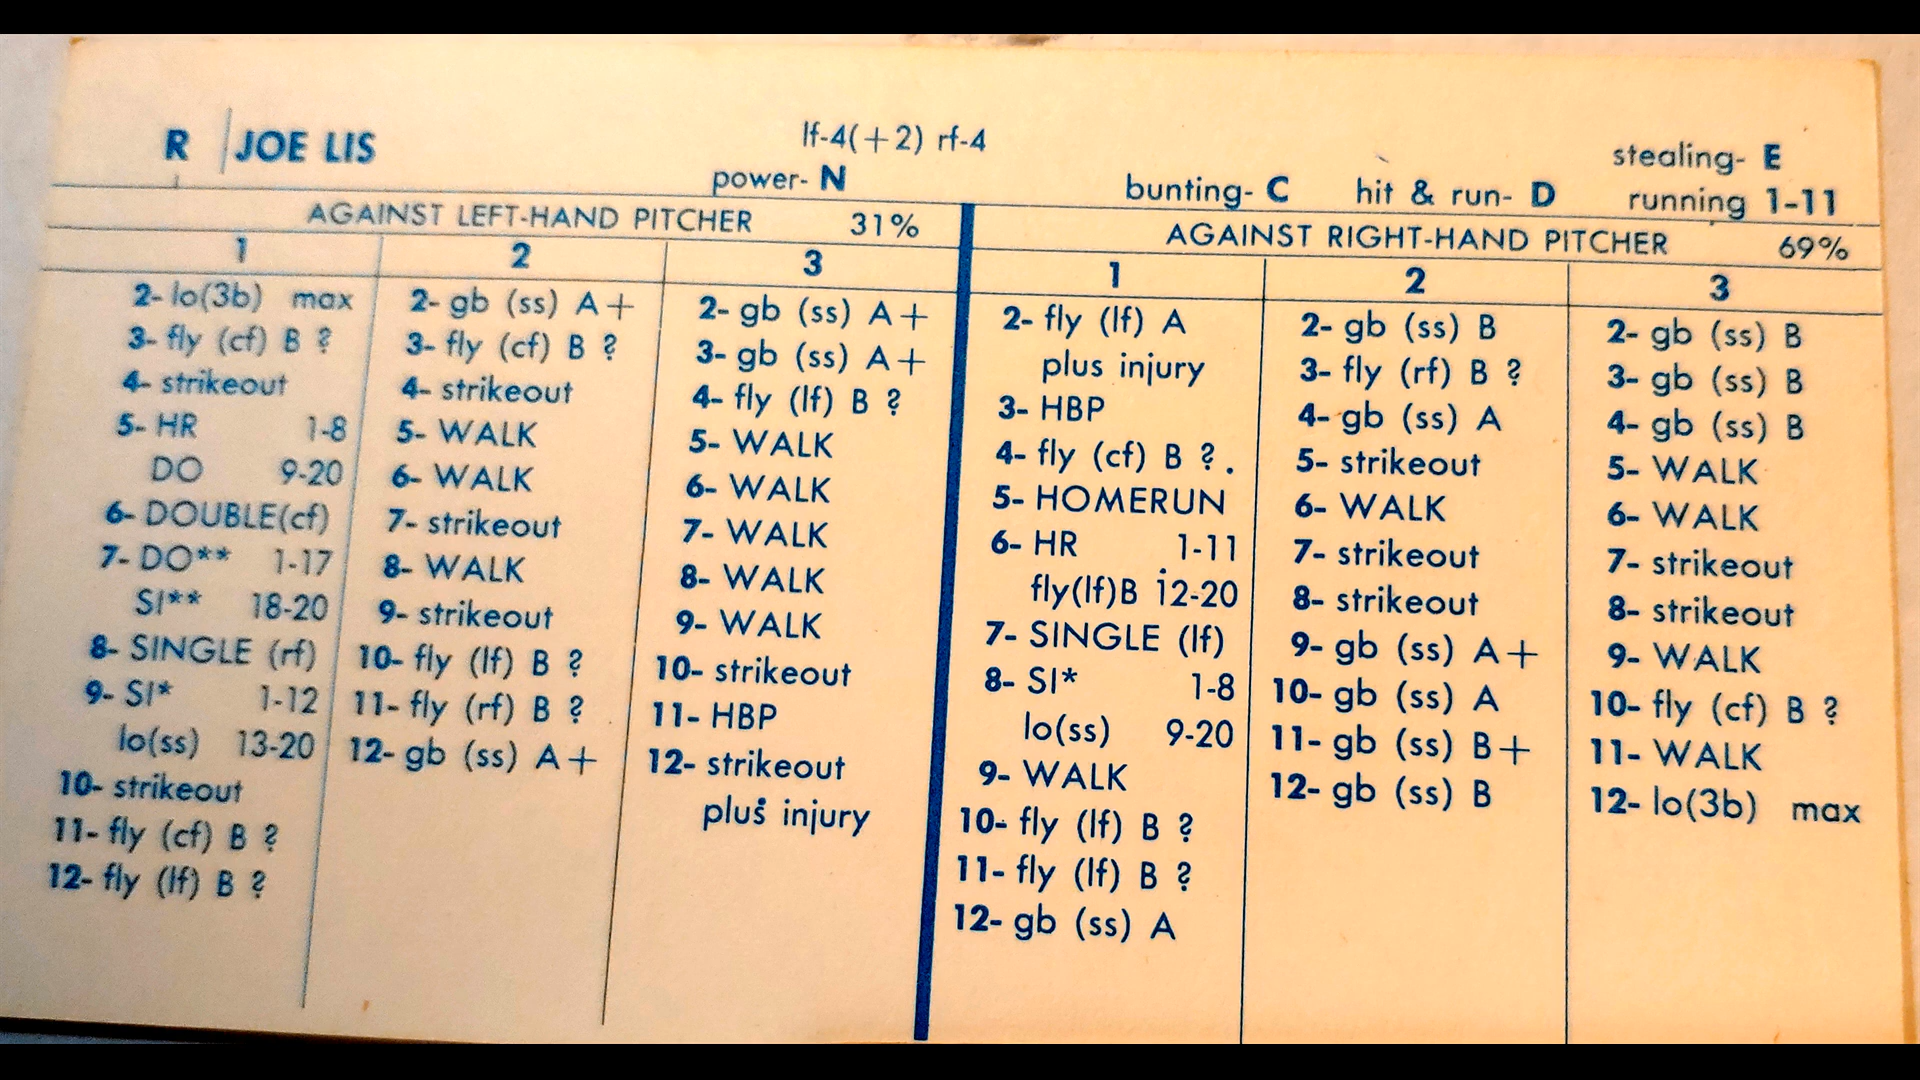 R JOE LIS
lf-4(+2) rf-4
power- N
bunting- C
hit & run- D
stealing- E
running 1-11
AGAINST LEFT-HAND PITCHER 31%
1
2- lo(3b) max
3- fly (cf) B ?
4- strikeout
5- HR 1-8
DO 9-20
6- DOUBLE(cf)
7- DO** 1-17
SI** 18-20
8- SINGLE (rf)
9- SI* 1-12
lo(ss) 13-20
10- strikeout
11- fly (cf) B ?
12- fly (lf) B ?
2
2- gb (ss) A+
3- fly (cf) B ?
4- strikeout
5- WALK
6- WALK
7- strikeout
8- WALK
9- strikeout
10- fly (lf) B ?
11- fly (rf) B ?
12- gb (ss) A+
3
2- gb (ss) A+
3- gb (ss) A+
4- fly (lf) B ?
5- WALK
6- WALK
7- WALK
8- WALK
9- WALK
10- strikeout
11- HBP
12- strikeout
plus injury
AGAINST RIGHT-HAND PITCHER 69%
1
2- fly (lf) A
plus injury
3- HBP
4- fly (cf) B ?
5- HOMERUN
6- HR 1-11
fly(lf)B 12-20
7- SINGLE (lf)
8- SI* 1-8
lo(ss) 9-20
9- WALK
10- fly (lf) B ?
11- fly (lf) B ?
12- gb (ss) A
2
2- gb (ss) B
3- fly (rf) B ?
4- gb (ss) A
5- strikeout
6- WALK
7- strikeout
8- strikeout
9- gb (ss) A+
10- gb (ss) A
11- gb (ss) B+
12- gb (ss) B
3
2- gb (ss) B
3- gb (ss) B
4- gb (ss) B
5- WALK
6- WALK
7- strikeout
8- strikeout
9- WALK
10- fly (cf) B ?
11- WALK
12- lo(3b) max